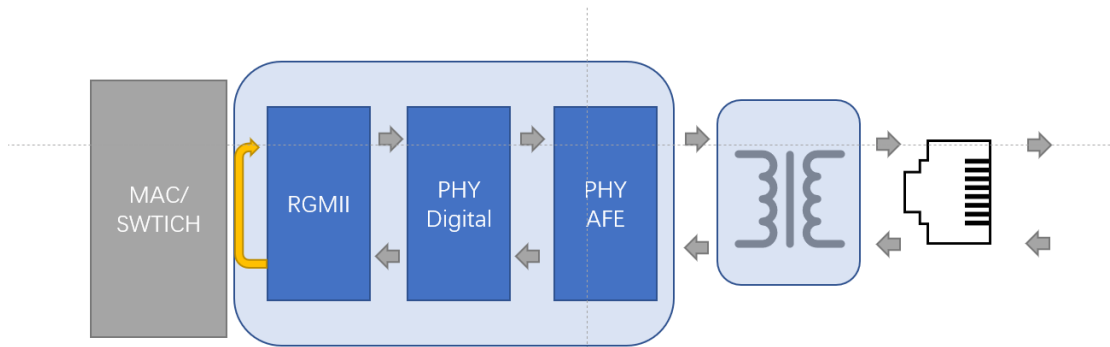 MAC/
SWTICH
RGMII
PHY
Digital
PHY
AFE